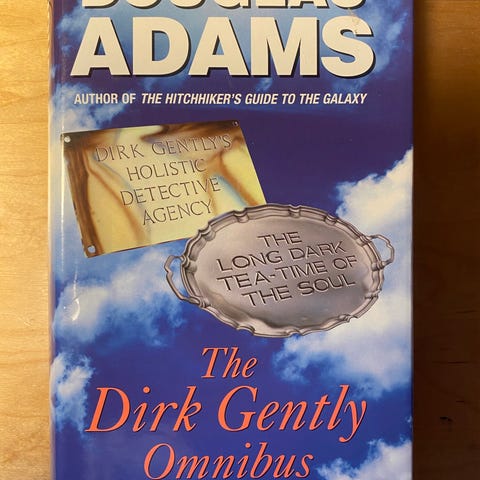 DOUGLAS
ADAMS
AUTHOR OF THE HITCHHIKER'S GUIDE TO THE GALAXY
DIRK GENTLY'S
HOLISTIC
DETECTIVE
AGENCY
THE
LONG DARK
TEA-TIME OF
THE SOUL
The
Dirk Gently
Omnibus